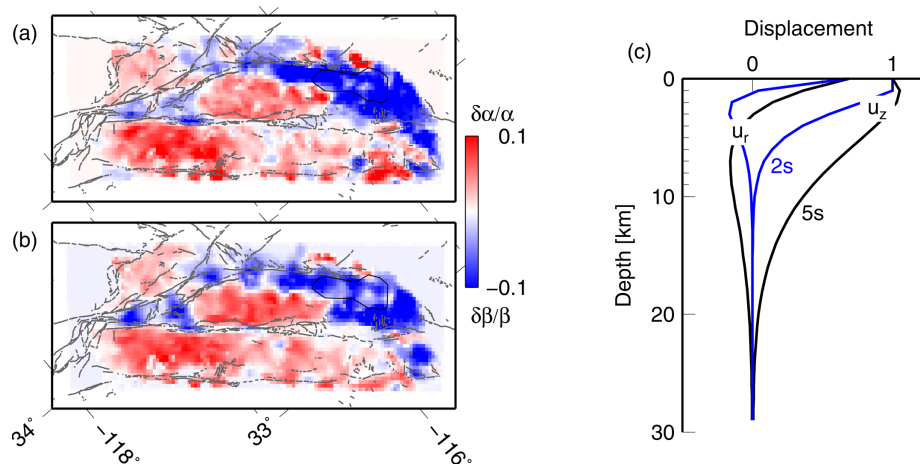 (a)
δα/α
0.1
−0.1
δβ/β
(b)
34°
−118°
33°
−116°
(c)
Displacement
0
1
0
10
20
30
Depth [km]
u_r
u_z
2s
5s